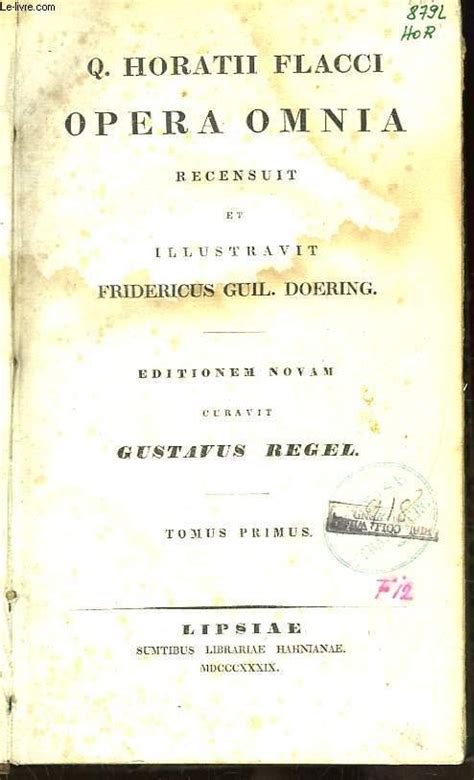 Le-livre.com
879L
HOR
Q. HORATII FLACCI
OPERA OMNIA
RECENSUIT
ET
ILLUSTRAVIT
FRIDERICUS GUIL. DOERING.
EDITIONEM NOVAM
CURAVIT
GUSTAVUS REGEL.
TOMUS PRIMUS.
F12
LIPSIAE
SUMTIBUS LIBRARIAE HAHNIANAE.
MDCCCXXXIX.